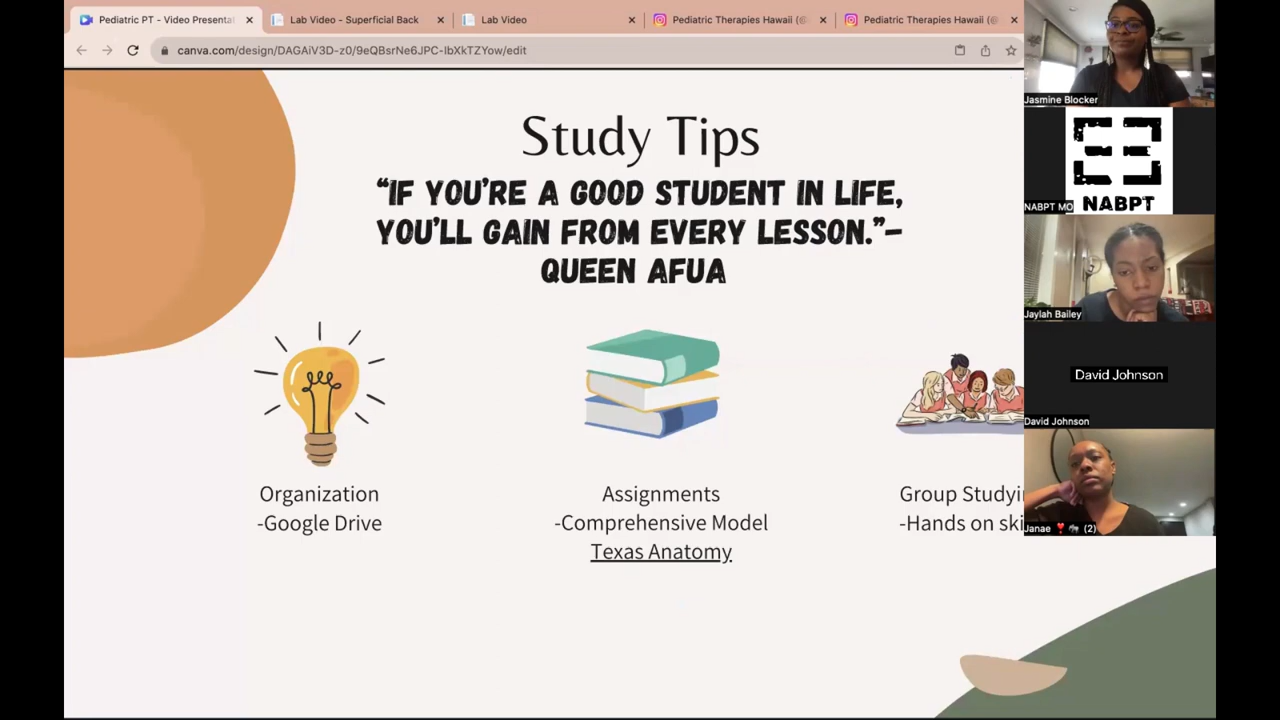 Pediatric PT - Video Presentat
Lab Video - Superficial Back
Lab Video
Pediatric Therapies Hawaii (@
Pediatric Therapies Hawaii (@
canva.com/design/DAGAiV3D-z0/9eQBsrNe6JPC-IbXkTZYow/edit
Study Tips
“IF YOU’RE A GOOD STUDENT IN LIFE,
YOU’LL GAIN FROM EVERY LESSON.”–
QUEEN AFUA
Organization
-Google Drive
Assignments
-Comprehensive Model
Texas Anatomy
Group Studyin
-Hands on ski
Jasmine Blocker
NABPT
NABPT MO
Jaylah Bailey
David Johnson
David Johnson
Janae ❣️🦓 (2)